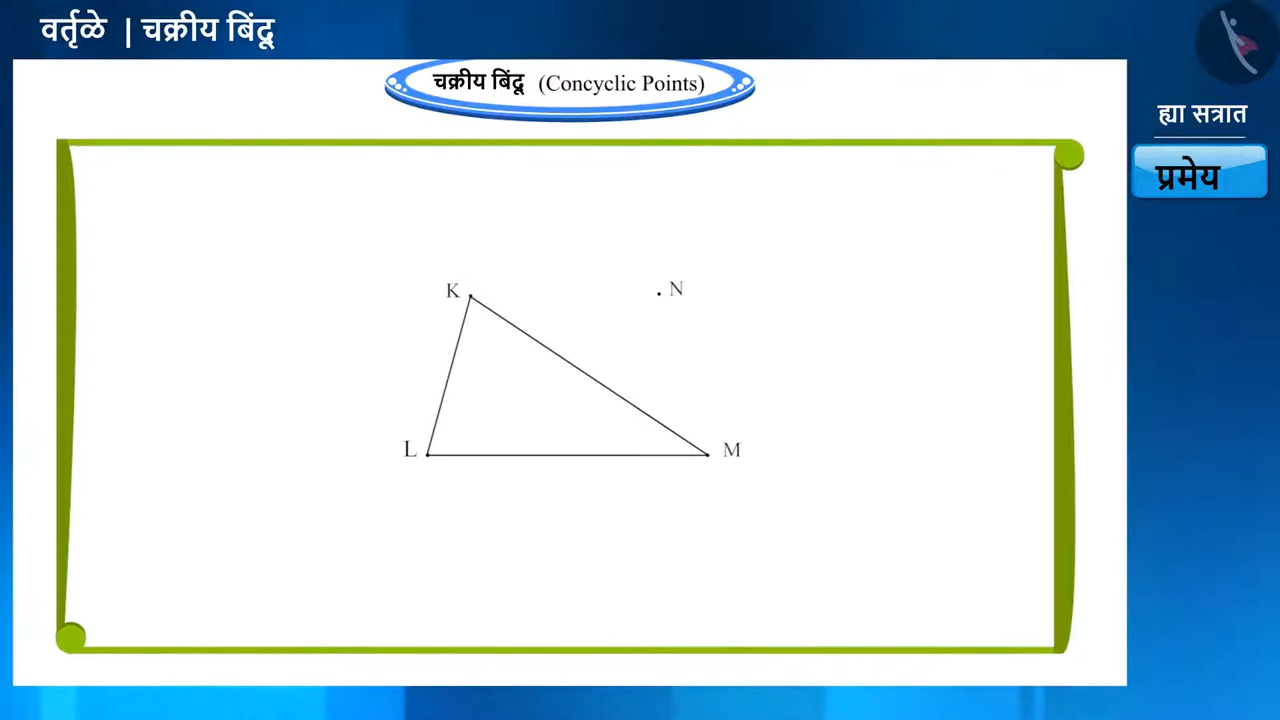 वर्तृळे | चक्रीय बिंदू
चक्रीय बिंदू (Concyclic Points)
ह्या सत्रात
प्रमेय
K
N
L
M